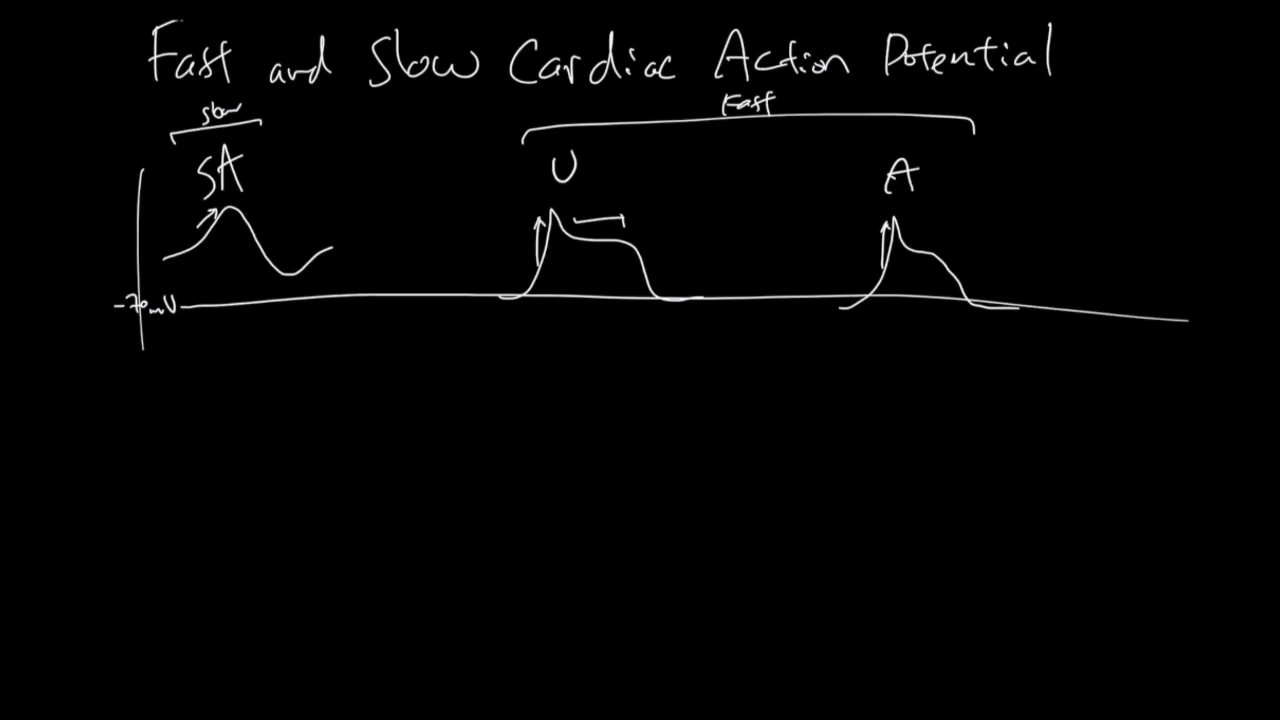 Fast and Slow Cardiac Action Potential
slow
Fast
SA
V
A
-70mV